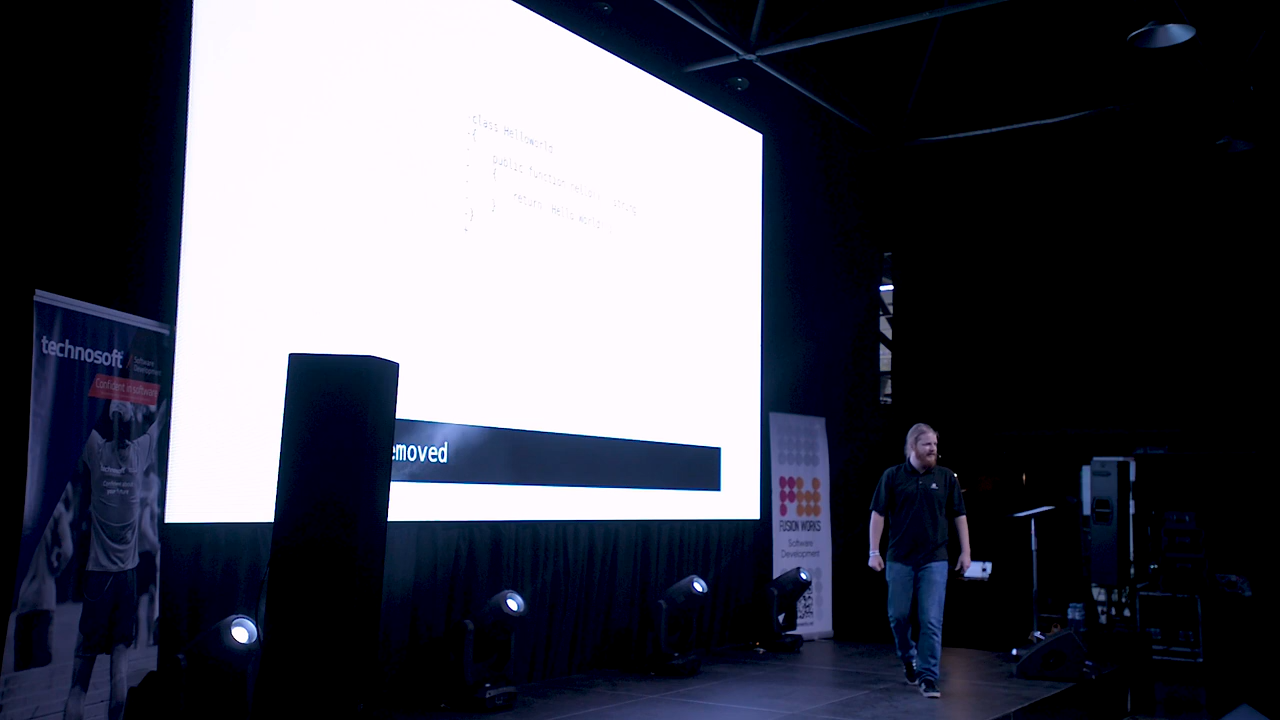 class HelloWorld
{
public function hello(): string
{
return 'Hello World!';
}
}
emoved
technosoft / Software
Development
Confident in software
FUSION WORKS
Software
Development